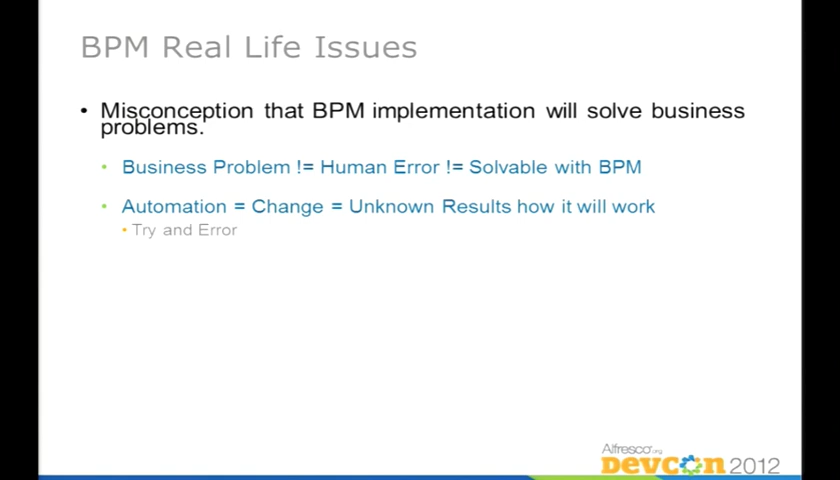 BPM Real Life Issues
• Misconception that BPM implementation will solve business
problems.
• Business Problem != Human Error != Solvable with BPM
• Automation = Change = Unknown Results how it will work
• Try and Error
Alfresco.org
DEVCON 2012